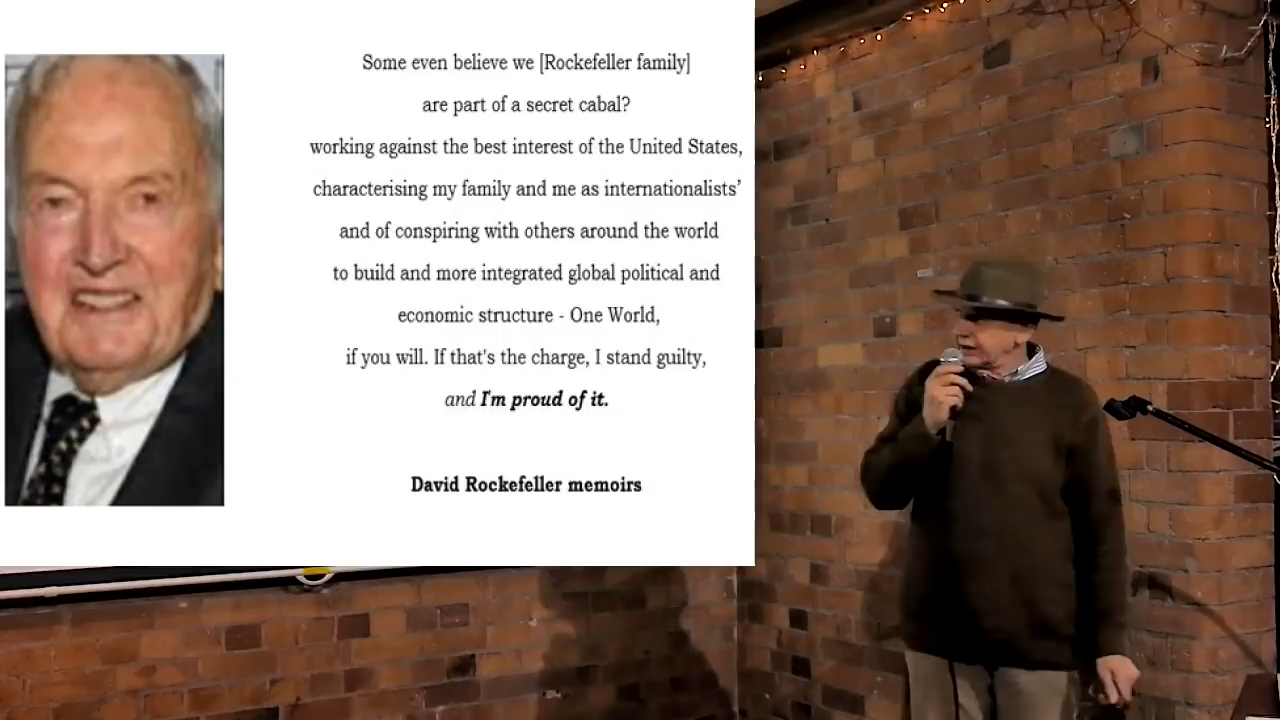 Some even believe we [Rockefeller family]
are part of a secret cabal?
working against the best interest of the United States,
characterising my family and me as internationalists’
and of conspiring with others around the world
to build and more integrated global political and
economic structure - One World,
if you will. If that's the charge, I stand guilty,
and I'm proud of it.
David Rockefeller memoirs